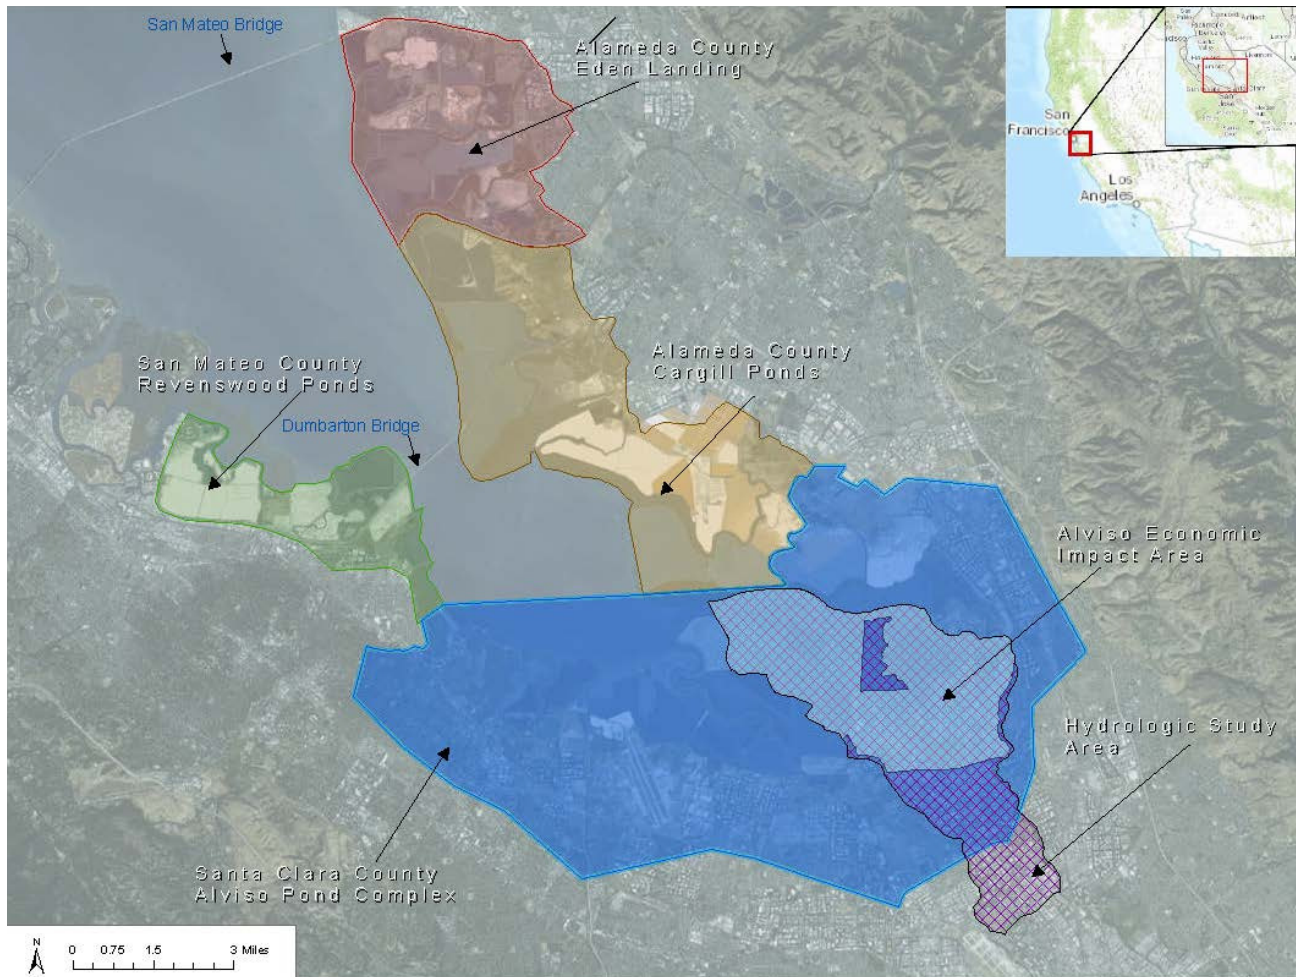 San Mateo Bridge
Alameda County
Eden Landing
San
Francisco
Los
Angeles
San Mateo County
Revenswood Ponds
Alameda County
Cargill Ponds
Dumbarton Bridge
Alviso Economic
Impact Area
Hydrologic Study
Area
Santa Clara County
Alviso Pond Complex
N
0 0.75 1.5 3 Miles